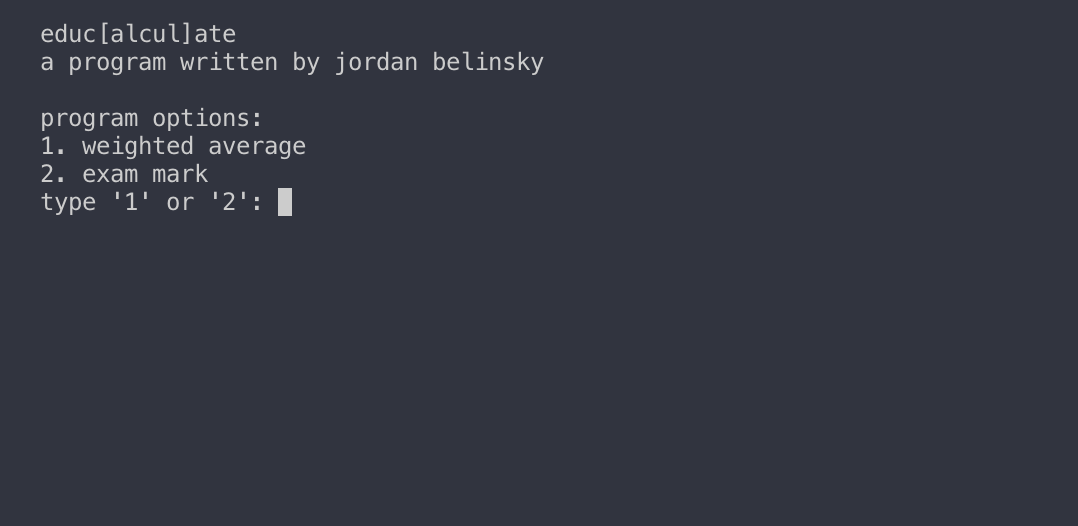 educ[alcul]ate
a program written by jordan belinsky
program options:
1. weighted average
2. exam mark
type '1' or '2':